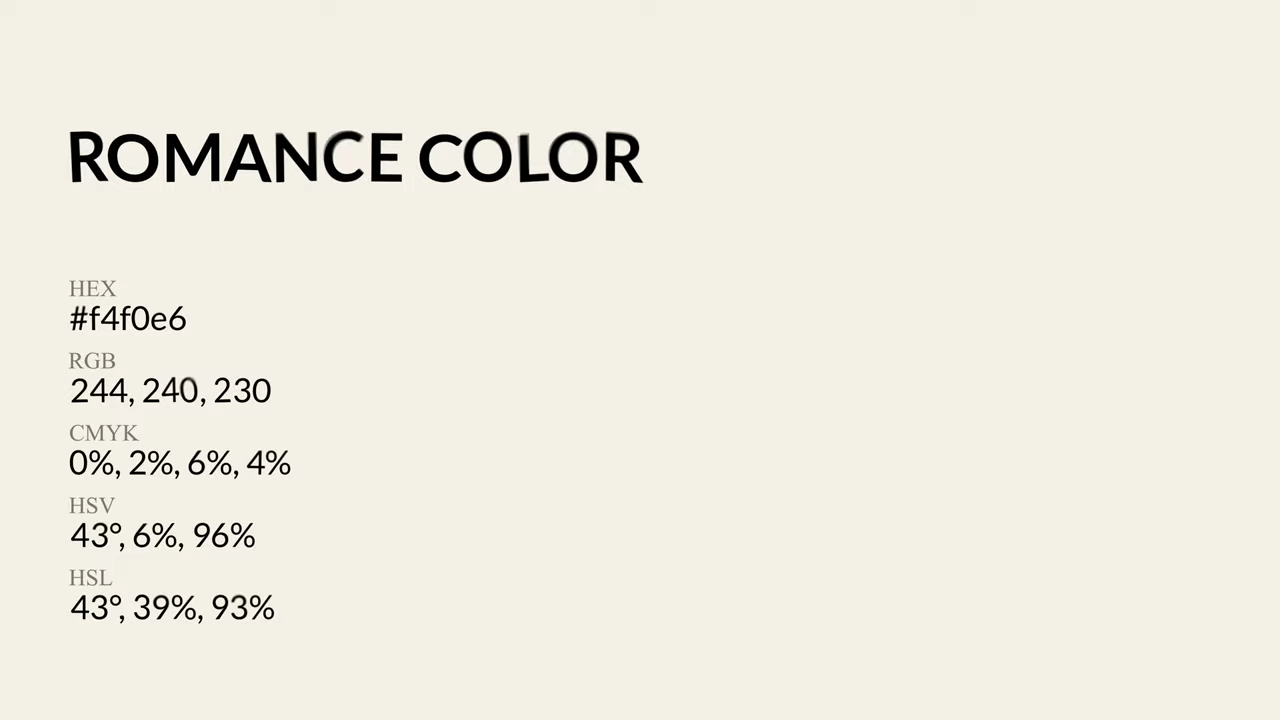 ROMANCE COLOR
HEX
#f4f0e6
RGB
244, 240, 230
CMYK
0%, 2%, 6%, 4%
HSV
43°, 6%, 96%
HSL
43°, 39%, 93%